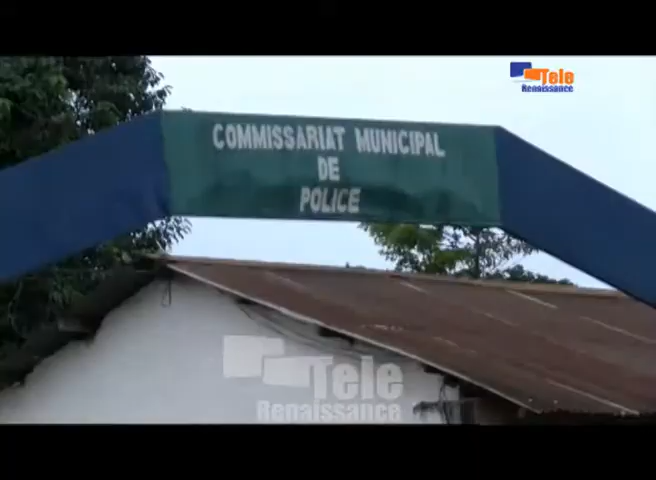 Tele
Renaissance
COMMISSARIAT MUNICIPAL
DE
POLICE
Tele
Renaissance